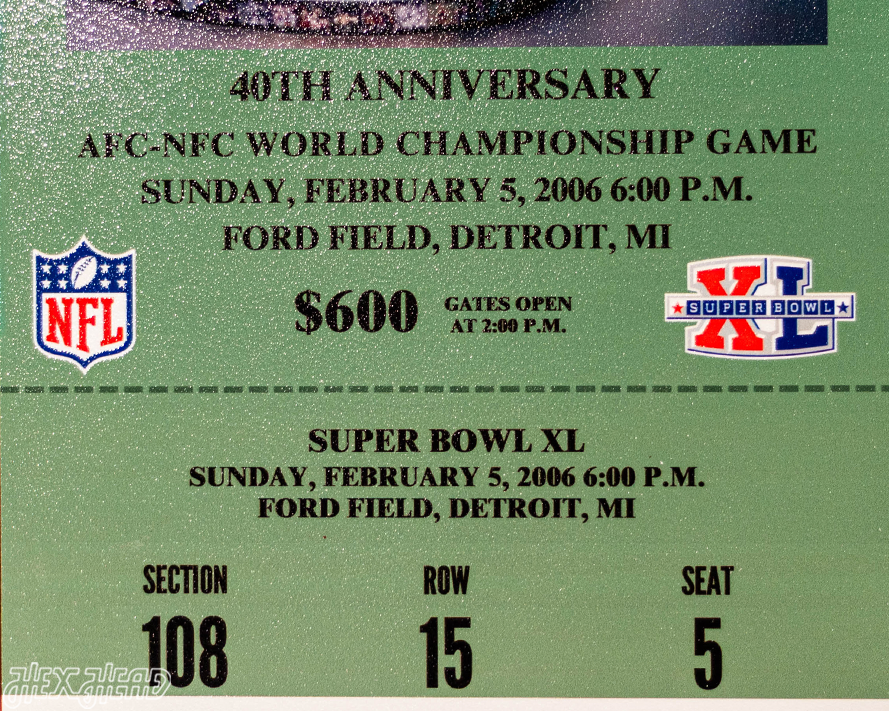 40TH ANNIVERSARY
AFC-NFC WORLD CHAMPIONSHIP GAME
SUNDAY, FEBRUARY 5, 2006 6:00 P.M.
FORD FIELD, DETROIT, MI
NFL
$600
GATES OPEN
AT 2:00 P.M.
XL
SUPER BOWL
SUPER BOWL XL
SUNDAY, FEBRUARY 5, 2006 6:00 P.M.
FORD FIELD, DETROIT, MI
SECTION ROW SEAT
108 15 5